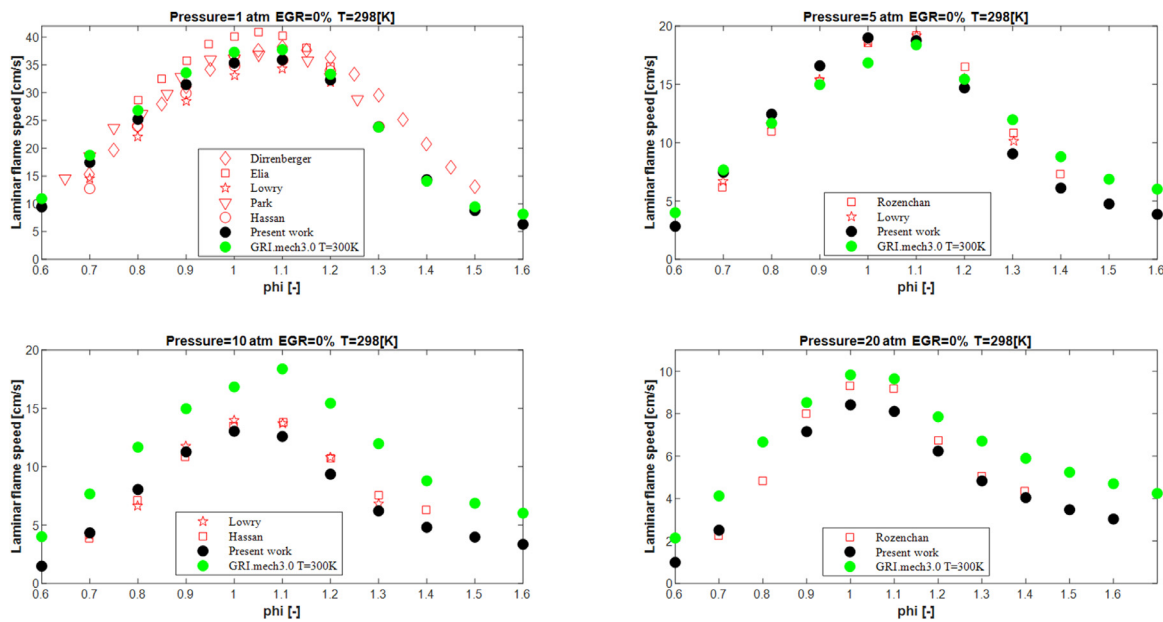 Pressure=1 atm EGR=0% T=298[K]
Laminar flame speed [cm/s]
40
35
30
25
20
15
10
5
0
Dirrenberger
Elia
Lowry
Park
Hassan
Present work
GRI.mech3.0 T=300K
0.6 0.7 0.8 0.9 1 1.1 1.2 1.3 1.4 1.5 1.6
phi [-]
Pressure=5 atm EGR=0% T=298[K]
Laminar flame speed [cm/s]
20
15
10
5
0
Rozenchan
Lowry
Present work
GRI.mech3.0 T=300K
0.6 0.7 0.8 0.9 1 1.1 1.2 1.3 1.4 1.5 1.6
phi [-]
Pressure=10 atm EGR=0% T=298[K]
Laminar flame speed [cm/s]
20
15
10
5
0
Lowry
Hassan
Present work
GRI.mech3.0 T=300K
0.6 0.7 0.8 0.9 1 1.1 1.2 1.3 1.4 1.5 1.6
phi [-]
Pressure=20 atm EGR=0% T=298[K]
Laminar flame speed [cm/s]
10
8
6
4
2
0
Rozenchan
Present work
GRI.mech3.0 T=300K
0.6 0.7 0.8 0.9 1 1.1 1.2 1.3 1.4 1.5 1.6
phi [-]